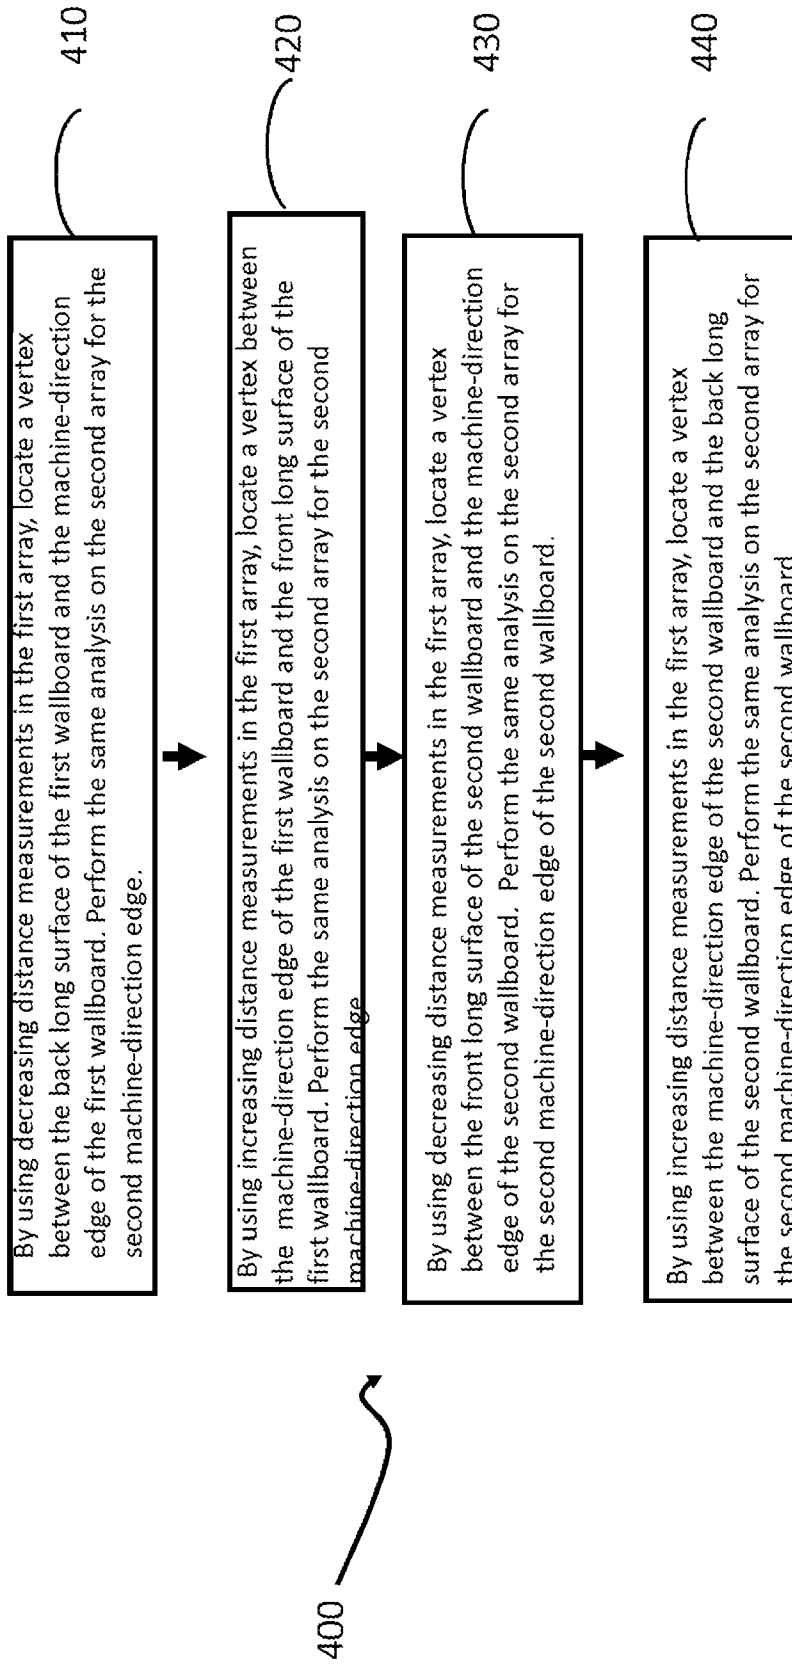 410
By using decreasing distance measurements in the first array, locate a vertex
between the back long surface of the first wallboard and the machine-direction
edge of the first wallboard. Perform the same analysis on the second array for the
second machine-direction edge.
420
By using increasing distance measurements in the first array, locate a vertex between
the machine-direction edge of the first wallboard and the front long surface of the
first wallboard. Perform the same analysis on the second array for the second
machine-direction edge
430
By using decreasing distance measurements in the first array, locate a vertex
between the front long surface of the second wallboard and the machine-direction
edge of the second wallboard. Perform the same analysis on the second array for
the second machine-direction edge of the second wallboard.
440
By using increasing distance measurements in the first array, locate a vertex
between the machine-direction edge of the second wallboard and the back long
surface of the second wallboard. Perform the same analysis on the second array for
the second machine-direction edge of the second wallboard
400